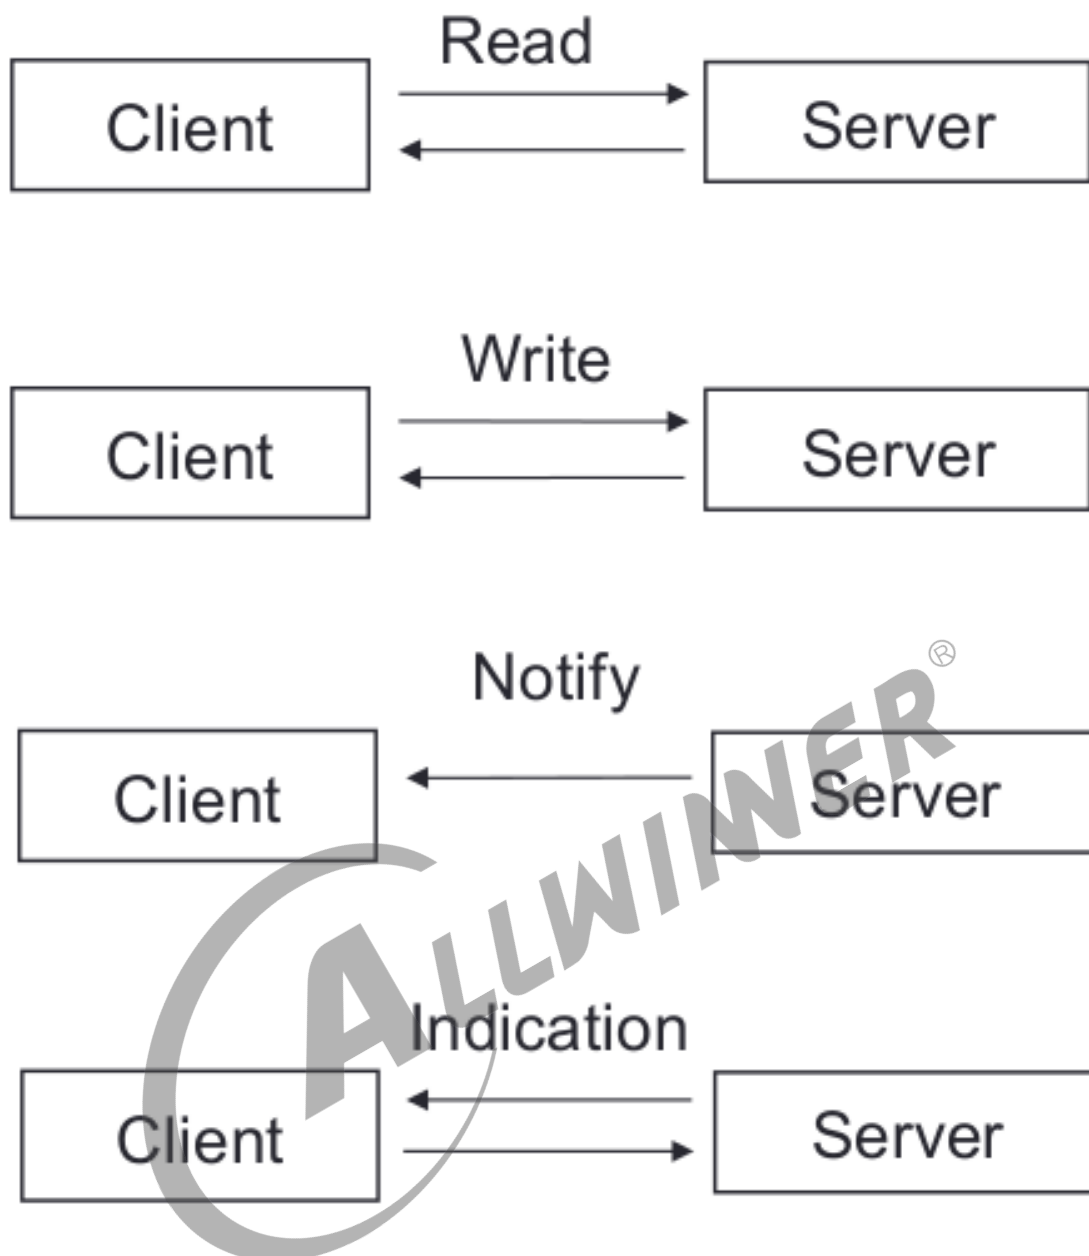 Read
Client
Server
Write
Client
Server
Notify
Client
Server
Indication
Client
Server
ALLWINNER®